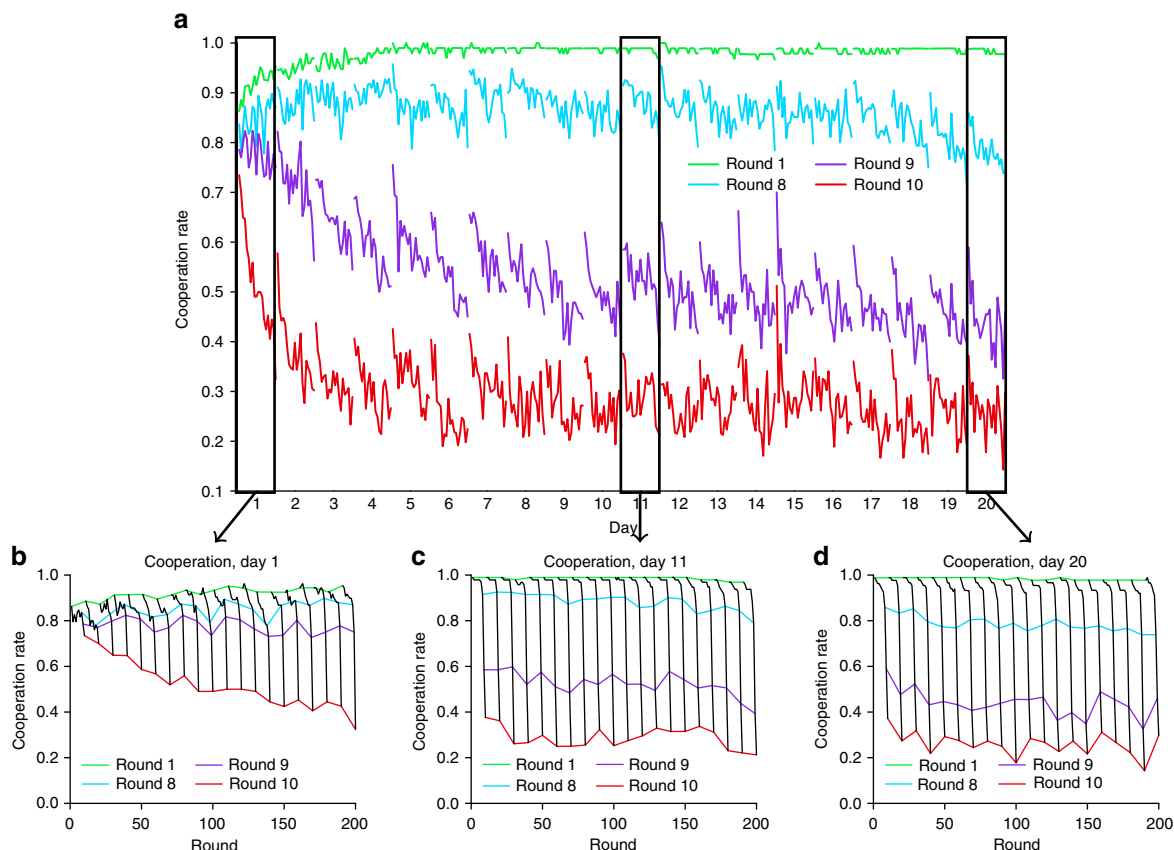 a
1.0
0.9
0.8
0.7
0.6
0.5
0.4
0.3
0.2
0.1
Cooperation rate
Round 1 Round 9
Round 8 Round 10
1 2 3 4 5 6 7 8 9 10 11 12 13 14 15 16 17 18 19 20
Day
b
Cooperation, day 1
1.0
0.8
0.6
0.4
0.2
0.0
Cooperation rate
Round 1 Round 9
Round 8 Round 10
0 50 100 150 200
Round
c
Cooperation, day 11
1.0
0.8
0.6
0.4
0.2
0.0
Cooperation rate
Round 1 Round 9
Round 8 Round 10
0 50 100 150 200
Round
d
Cooperation, day 20
1.0
0.8
0.6
0.4
0.2
0.0
Cooperation rate
Round 1 Round 9
Round 8 Round 10
0 50 100 150 200
Round